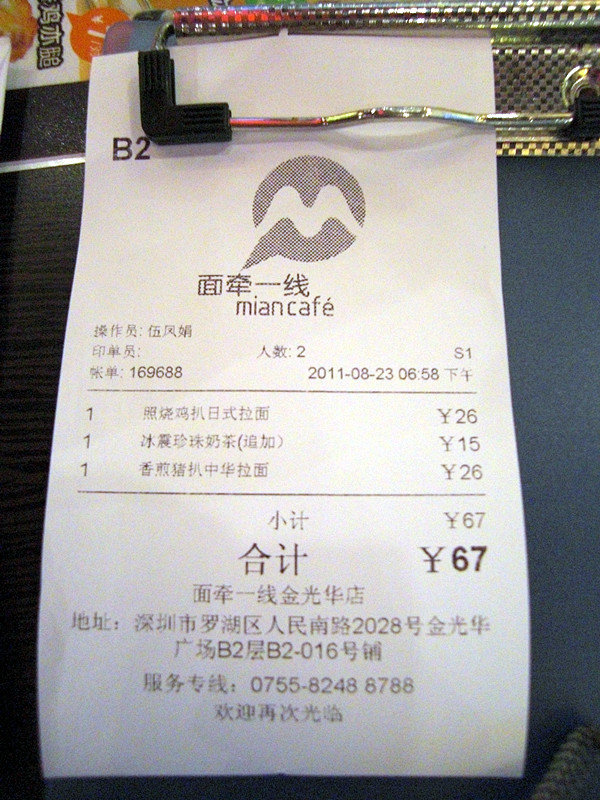 鸡亦脆
B2
面牵一线
miancafé
操作员: 伍凤娟
印单员: 人数: 2 S1
帐单: 169688 2011-08-23 06:58 下午
1 照烧鸡扒日式拉面 ￥26
1 冰震珍珠奶茶(追加） ￥15
1 香煎猪扒中华拉面 ￥26
小计 ￥67
合计 ￥67
面牵一线金光华店
地址：深圳市罗湖区人民南路2028号金光华
广场B2层B2-016号铺
服务专线：0755-8248 8788
欢迎再次光临